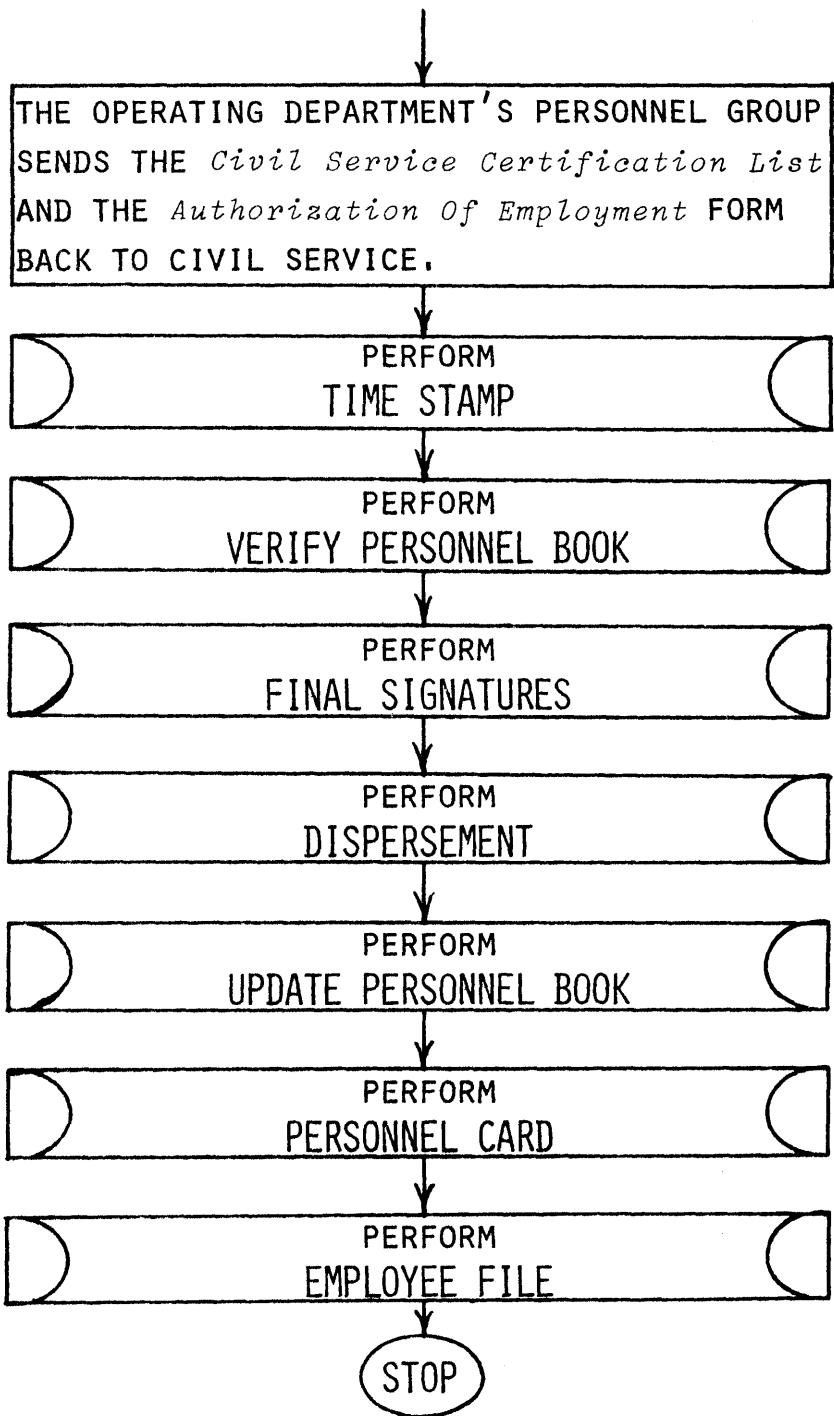 THE OPERATING DEPARTMENT'S PERSONNEL GROUP
SENDS THE Civil Service Certification List
AND THE Authorization Of Employment FORM
BACK TO CIVIL SERVICE.
PERFORM
TIME STAMP
PERFORM
VERIFY PERSONNEL BOOK
PERFORM
FINAL SIGNATURES
PERFORM
DISPERSEMENT
PERFORM
UPDATE PERSONNEL BOOK
PERFORM
PERSONNEL CARD
PERFORM
EMPLOYEE FILE
STOP